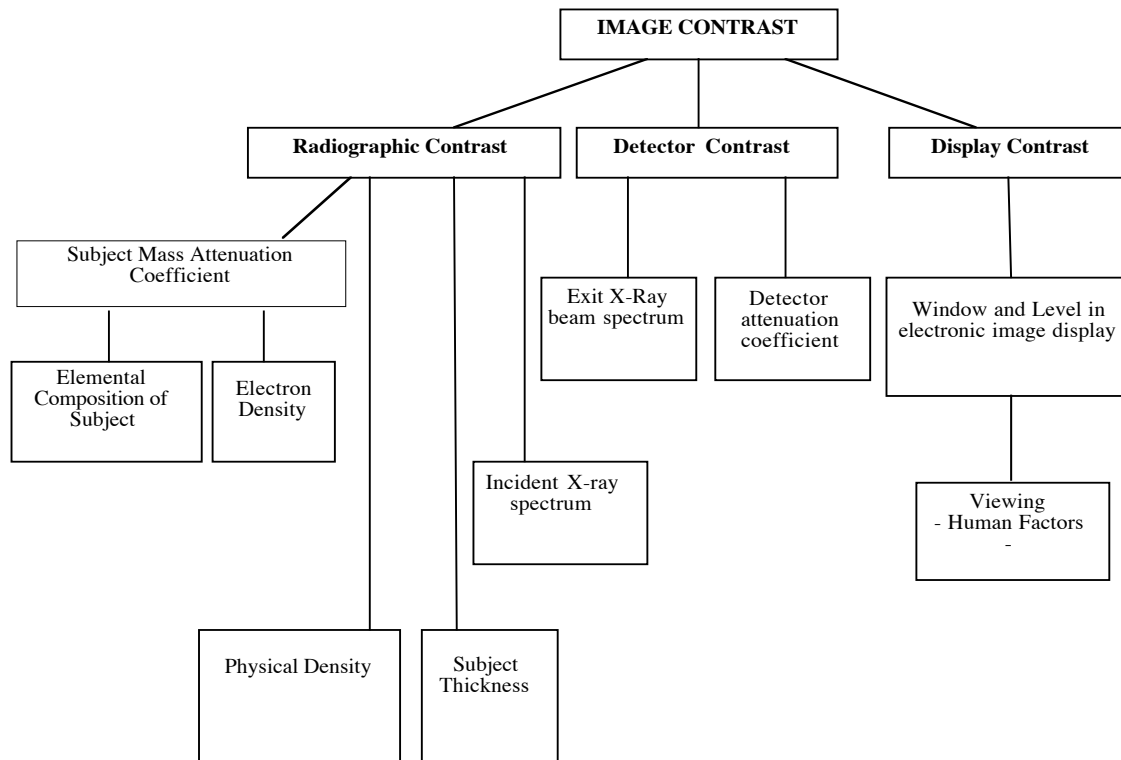 IMAGE CONTRAST
Radiographic Contrast
Detector Contrast
Display Contrast
Subject Mass Attenuation
Coefficient
Exit X-Ray
beam spectrum
Detector
attenuation
coefficient
Window and Level in
electronic image display
Elemental
Composition of
Subject
Electron
Density
Incident X-ray
spectrum
Viewing
- Human Factors
-
Physical Density
Subject
Thickness